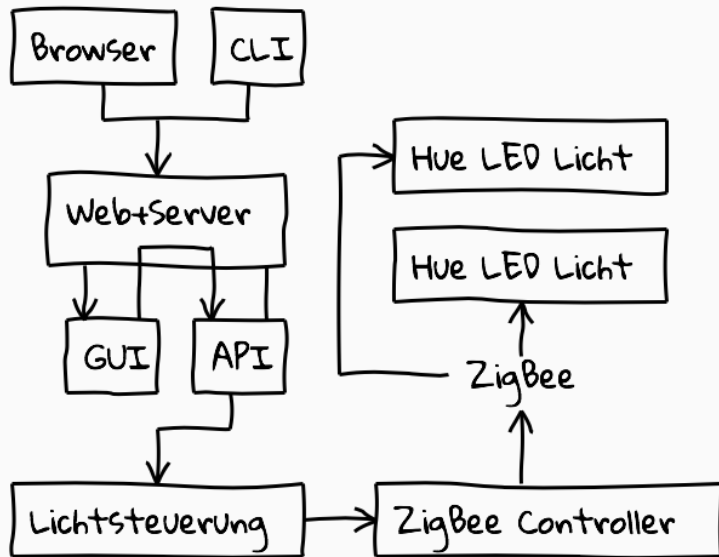 Browser
CLI
Web+Server
GUI
API
Lichtsteuerung
ZigBee Controller
ZigBee
Hue LED Licht
Hue LED Licht